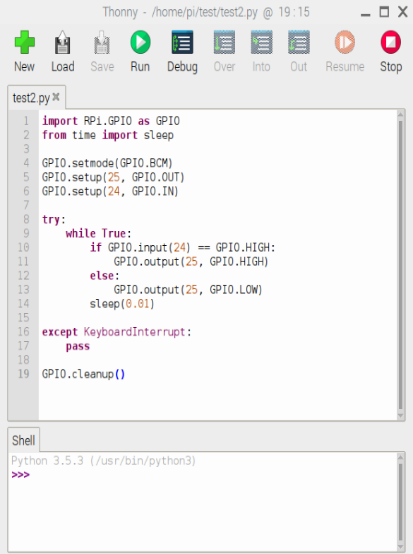 Thonny - /home/pi/test/test2.py @ 19:15
New Load Save Run Debug Over Into Out Resume Stop
test2.py
1 import RPi.GPIO as GPIO
2 from time import sleep
3
4 GPIO.setmode(GPIO.BCM)
5 GPIO.setup(25, GPIO.OUT)
6 GPIO.setup(24, GPIO.IN)
7
8 try:
9     while True:
10         if GPIO.input(24) == GPIO.HIGH:
11             GPIO.output(25, GPIO.HIGH)
12         else:
13             GPIO.output(25, GPIO.LOW)
14         sleep(0.01)
15
16 except KeyboardInterrupt:
17     pass
18
19 GPIO.cleanup()
Shell
Python 3.5.3 (/usr/bin/python3)
>>>